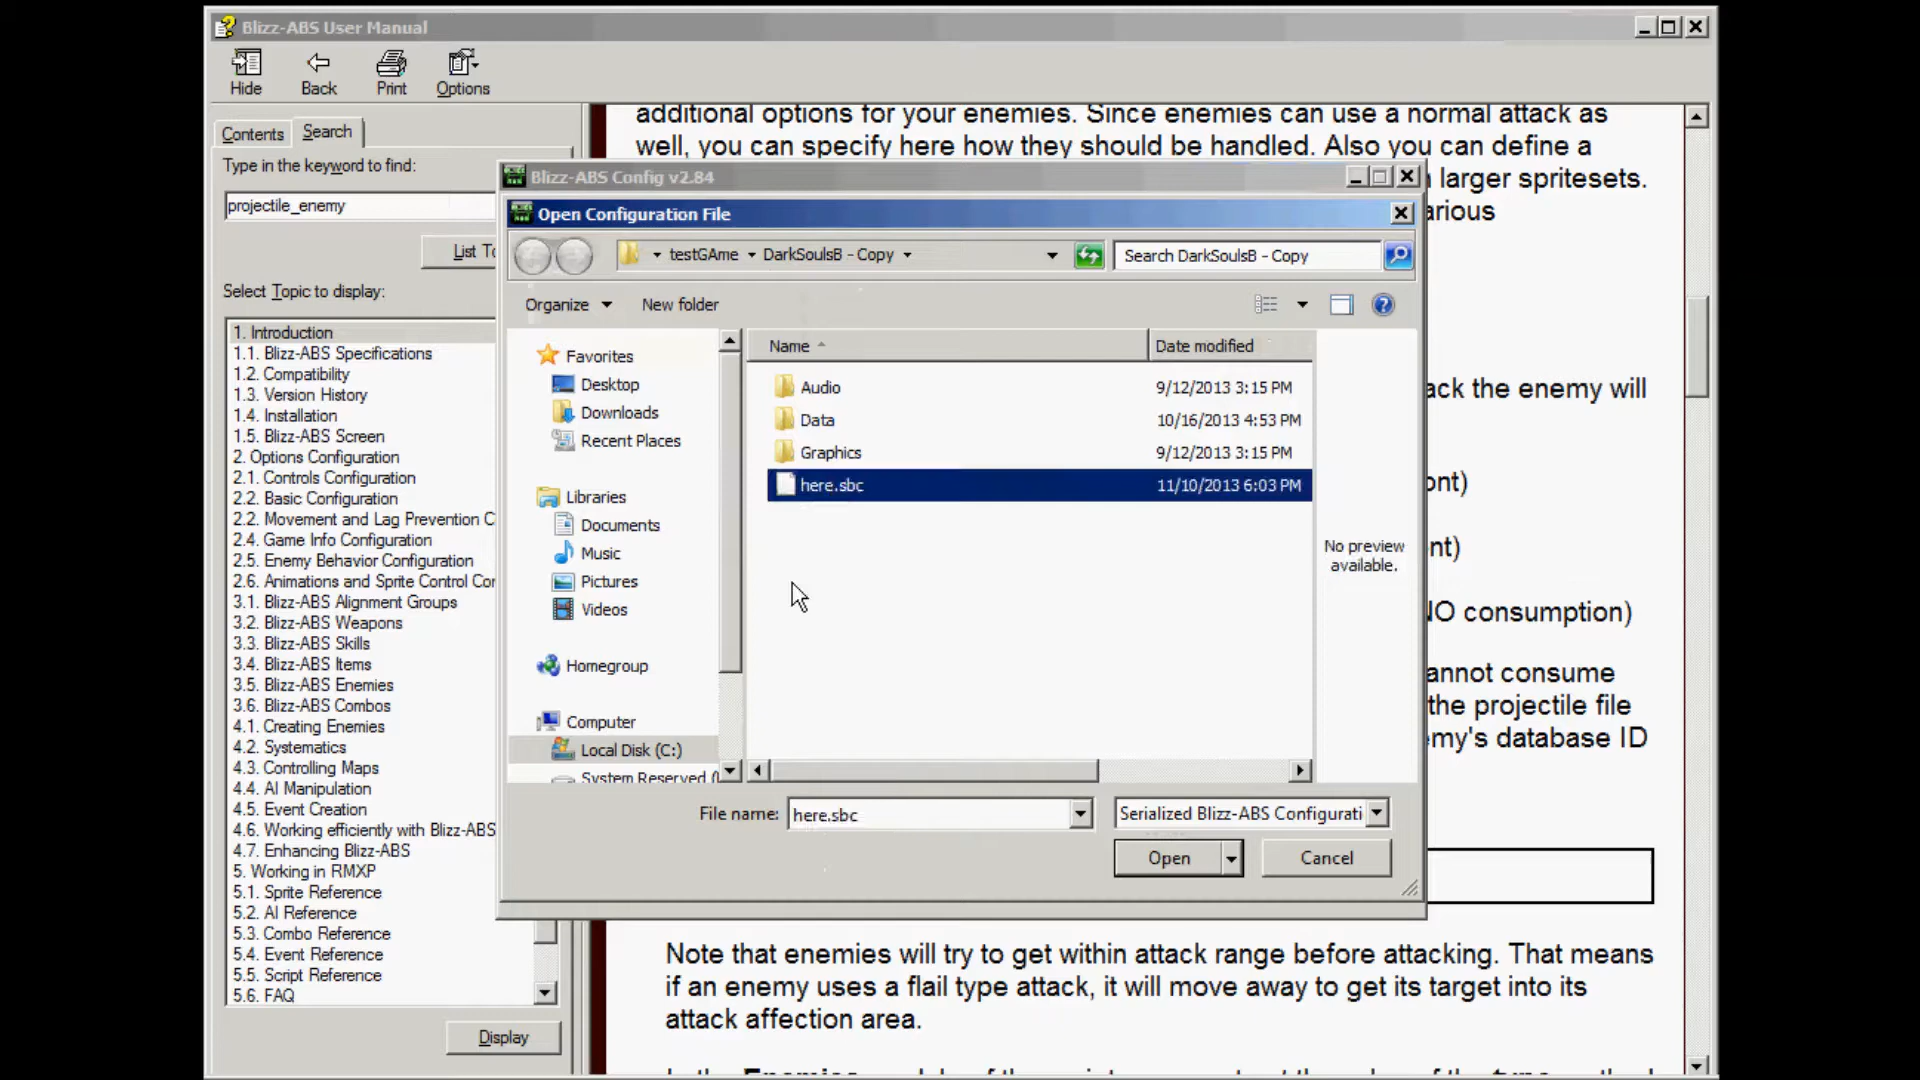 Blizz-ABS User Manual
Hide
Back
Print
Options
Contents
Search
Type in the keyword to find:
projectile_enemy
List To
Select Topic to display:
1. Introduction
1.1. Blizz-ABS Specifications
1.2. Compatibility
1.3. Version History
1.4. Installation
1.5. Blizz-ABS Screen
2. Options Configuration
2.1. Controls Configuration
2.2. Basic Configuration
2.2. Movement and Lag Prevention C
2.4. Game Info Configuration
2.5. Enemy Behavior Configuration
2.6. Animations and Sprite Control Cor
3.1. Blizz-ABS Alignment Groups
3.2. Blizz-ABS Weapons
3.3. Blizz-ABS Skills
3.4. Blizz-ABS Items
3.5. Blizz-ABS Enemies
3.6. Blizz-ABS Combos
4.1. Creating Enemies
4.2. Systematics
4.3. Controlling Maps
4.4. AI Manipulation
4.5. Event Creation
4.6. Working efficiently with Blizz-ABS
4.7. Enhancing Blizz-ABS
5. Working in RMXP
5.1. Sprite Reference
5.2. AI Reference
5.3. Combo Reference
5.4. Event Reference
5.5. Script Reference
5.6. FAQ
Display
additional options for your enemies. Since enemies can use a normal attack as
well, you can specify here how they should be handled. Also you can define a
larger spritesets.
arious
ack the enemy will
ont)
nt)
NO consumption)
annot consume
the projectile file
emy's database ID
Note that enemies will try to get within attack range before attacking. That means
if an enemy uses a flail type attack, it will move away to get its target into its
attack affection area.
Blizz-ABS Config v2.84
Open Configuration File
testGAme
DarkSoulsB - Copy
Search DarkSoulsB - Copy
Organize
New folder
Favorites
Desktop
Downloads
Recent Places
Libraries
Documents
Music
Pictures
Videos
Homegroup
Computer
Local Disk (C:)
System Reserved (
Name
Date modified
Audio
9/12/2013 3:15 PM
Data
10/16/2013 4:53 PM
Graphics
9/12/2013 3:15 PM
here.sbc
11/10/2013 6:03 PM
No preview
available.
File name:
here.sbc
Serialized Blizz-ABS Configurati
Open
Cancel